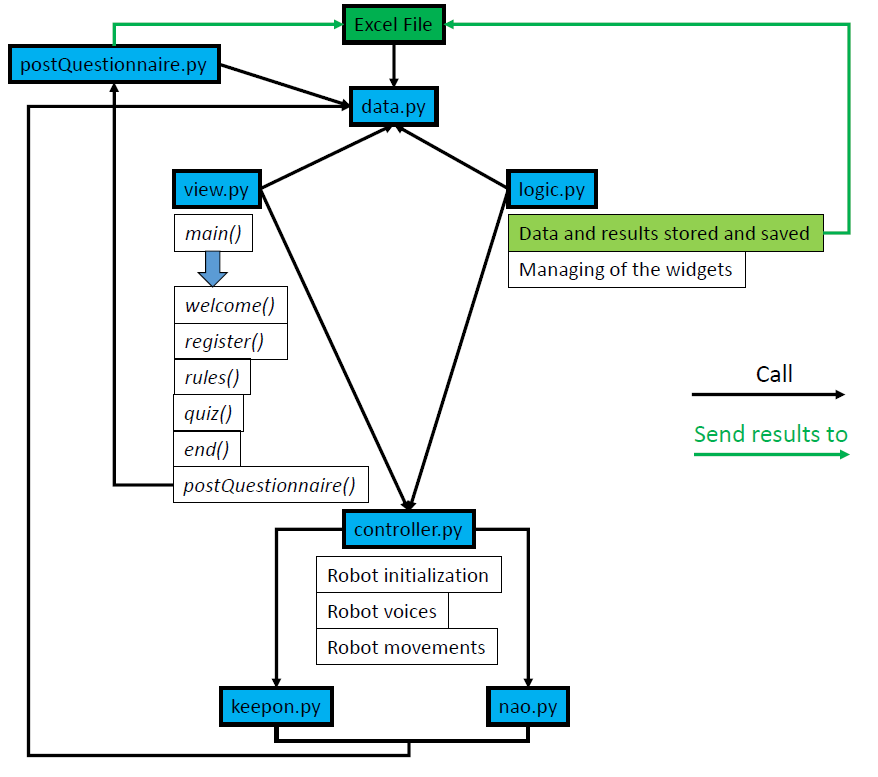 Excel File
postQuestionnaire.py
data.py
view.py
logic.py
main()
Data and results stored and saved
Managing of the widgets
welcome()
register()
rules()
quiz()
end()
postQuestionnaire()
Call
Send results to
controller.py
Robot initialization
Robot voices
Robot movements
keepon.py
nao.py